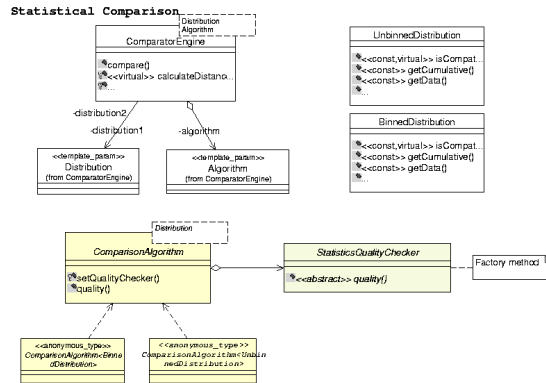 Statistical Comparison
Distribution
Algorithm
ComparatorEngine
compare()
<<virtual>> calculateDistanc...
...
-distribution2
-distribution1
-algorithm
<<template_param>>
Distribution
(from ComparatorEngine)
<<template_param>>
Algorithm
(from ComparatorEngine)
UnbinnedDistribution
<<const,virtual>> isCompat...
<<const>> getCumulative()
<<const>> getData()
...
BinnedDistribution
<<const,virtual>> isCompat...
<<const>> getCumulative()
<<const>> getData()
...
Distribution
ComparisonAlgorithm
setQualityChecker()
quality()
StatisticsQualityChecker
<<abstract>> quality()
Factory method
<<anonymous_type>>
ComparisonAlgorithm<Binne
dDistribution>
<<anonymous_type>>
ComparisonAlgorithm<Unbin
nedDistribution>